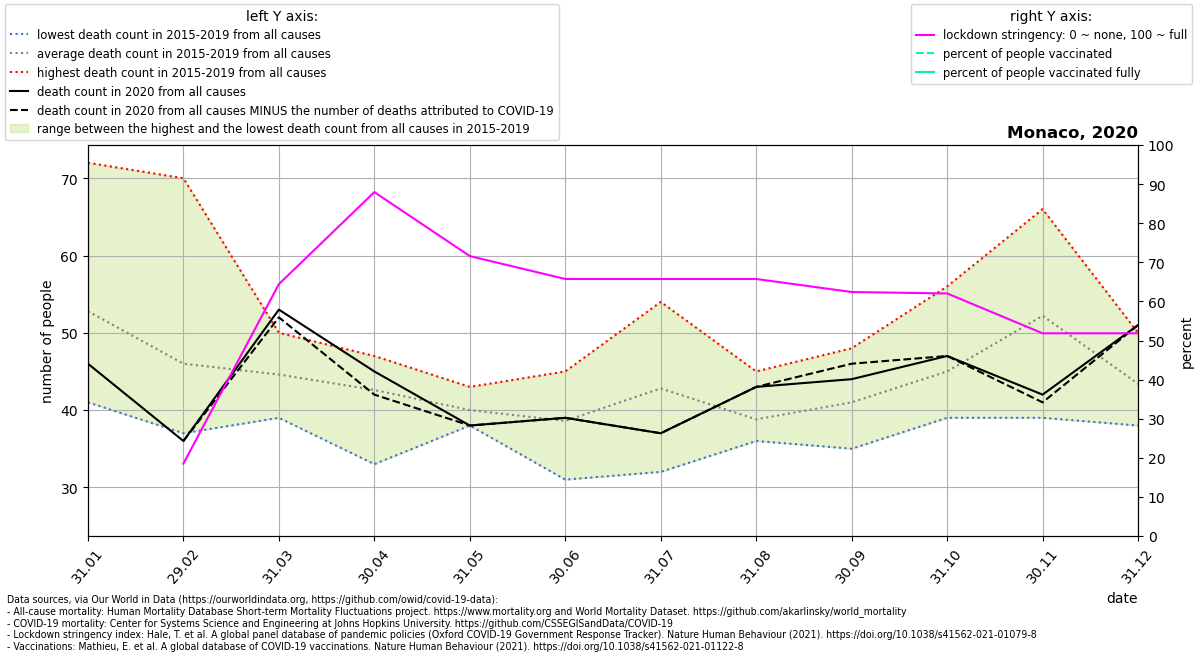 left Y axis:
lowest death count in 2015-2019 from all causes
average death count in 2015-2019 from all causes
highest death count in 2015-2019 from all causes
death count in 2020 from all causes
death count in 2020 from all causes MINUS the number of deaths attributed to COVID-19
range between the highest and the lowest death count from all causes in 2015-2019
right Y axis:
lockdown stringency: 0 ~ none, 100 ~ full
percent of people vaccinated
percent of people vaccinated fully
Monaco, 2020
number of people
70
60
50
40
30
100
90
80
70
60
50
40
30
20
10
0
percent
31.01
29.02
31.03
30.04
31.05
30.06
31.07
31.08
30.09
31.10
30.11
31.12
date
Data sources, via Our World in Data (https://ourworldindata.org, https://github.com/owid/covid-19-data):
- All-cause mortality: Human Mortality Database Short-term Mortality Fluctuations project. https://www.mortality.org and World Mortality Dataset. https://github.com/akarlinsky/world_mortality
- COVID-19 mortality: Center for Systems Science and Engineering at Johns Hopkins University. https://github.com/CSSEGISandData/COVID-19
- Lockdown stringency index: Hale, T. et al. A global panel database of pandemic policies (Oxford COVID-19 Government Response Tracker). Nature Human Behaviour (2021). https://doi.org/10.1038/s41562-021-01079-8
- Vaccinations: Mathieu, E. et al. A global database of COVID-19 vaccinations. Nature Human Behaviour (2021). https://doi.org/10.1038/s41562-021-01122-8